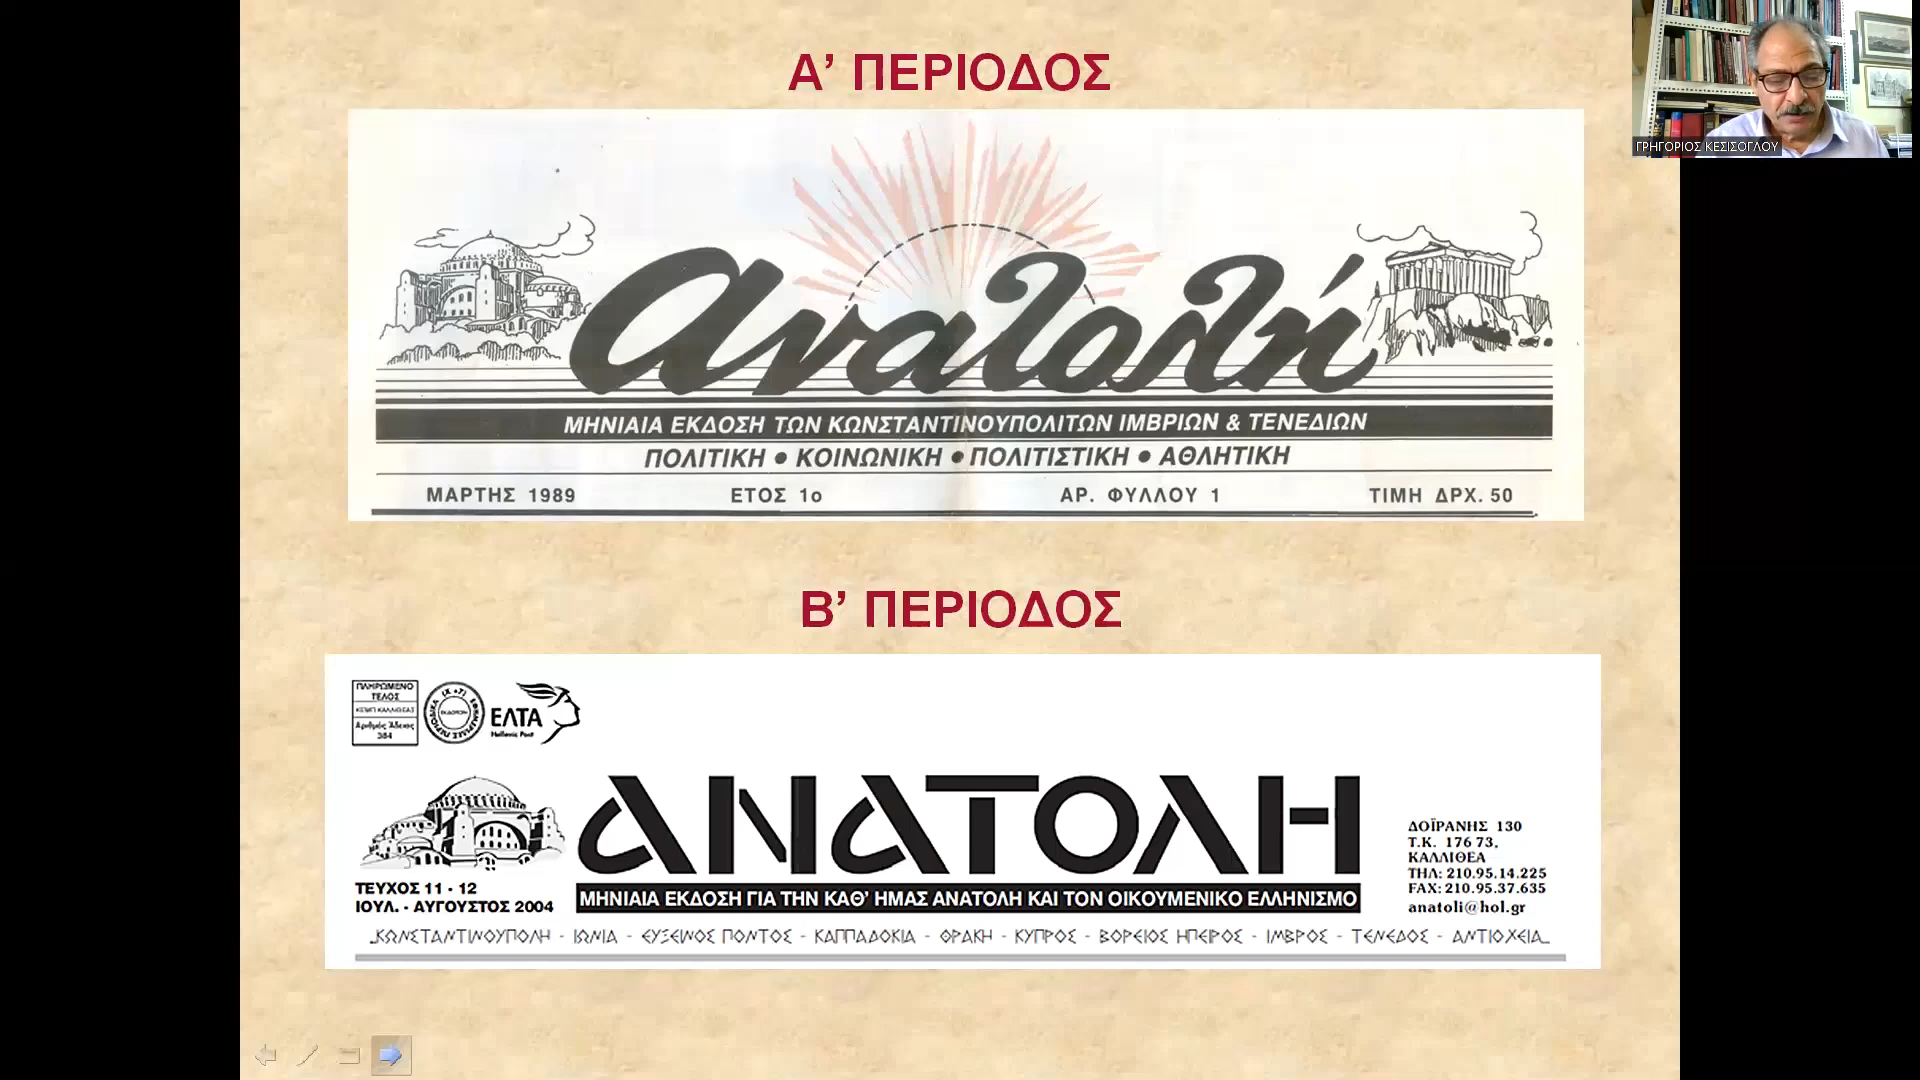 Α’ ΠΕΡΙΟΔΟΣ
Ανατολή
ΜΗΝΙΑΙΑ ΕΚΔΟΣΗ ΤΩΝ ΚΩΝΣΤΑΝΤΙΝΟΥΠΟΛΙΤΩΝ ΙΜΒΡΙΩΝ & ΤΕΝΕΔΙΩΝ
ΠΟΛΙΤΙΚΗ ● ΚΟΙΝΩΝΙΚΗ ● ΠΟΛΙΤΙΣΤΙΚΗ ● ΑΘΛΗΤΙΚΗ
ΜΑΡΤΗΣ 1989 ΕΤΟΣ 1ο ΑΡ. ΦΥΛΛΟΥ 1 ΤΙΜΗ ΔΡΧ. 50
ΓΡΗΓΟΡΙΟΣ ΚΕΣΙΣΟΓΛΟΥ
Β’ ΠΕΡΙΟΔΟΣ
ΠΛΗΡΩΜΕΝΟ
ΤΕΛΟΣ
Αριθμός Άδειας
384
ΕΛΤΑ
Hellenic Post
ΑΝΑΤΟΛΗ
ΜΗΝΙΑΙΑ ΕΚΔΟΣΗ ΓΙΑ ΤΗΝ ΚΑΘ’ ΗΜΑΣ ΑΝΑΤΟΛΗ ΚΑΙ ΤΟΝ ΟΙΚΟΥΜΕΝΙΚΟ ΕΛΛΗΝΙΣΜΟ
ΤΕΥΧΟΣ 11 - 12
ΙΟΥΛ. - ΑΥΓΟΥΣΤΟΣ 2004
ΔΟΪΡΑΝΗΣ 130
Τ.Κ. 176 73,
ΚΑΛΛΙΘΕΑ
ΤΗΛ: 210.95.14.225
FAX: 210.95.37.635
anatoli@hol.gr
ΚΩΝΣΤΑΝΤΙΝΟΥΠΟΛΗ - ΙΩΝΙΑ - ΕΥΞΕΙΝΟΣ ΠΟΝΤΟΣ - ΚΑΠΠΑΔΟΚΙΑ - ΘΡΑΚΗ - ΚΥΠΡΟΣ - ΒΟΡΕΙΟΣ ΗΠΕΙΡΟΣ - ΙΜΒΡΟΣ - ΤΕΝΕΔΟΣ - ΑΝΤΙΟΧΕΙΑ